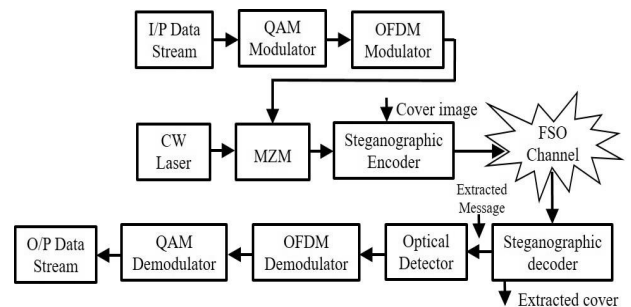 I/P Data
Stream
QAM
Modulator
OFDM
Modulator
Cover image
CW
Laser
MZM
Steganographic
Encoder
FSO
Channel
Extracted
Message
O/P Data
Stream
QAM
Demodulator
OFDM
Demodulator
Optical
Detector
Steganographic
decoder
Extracted cover